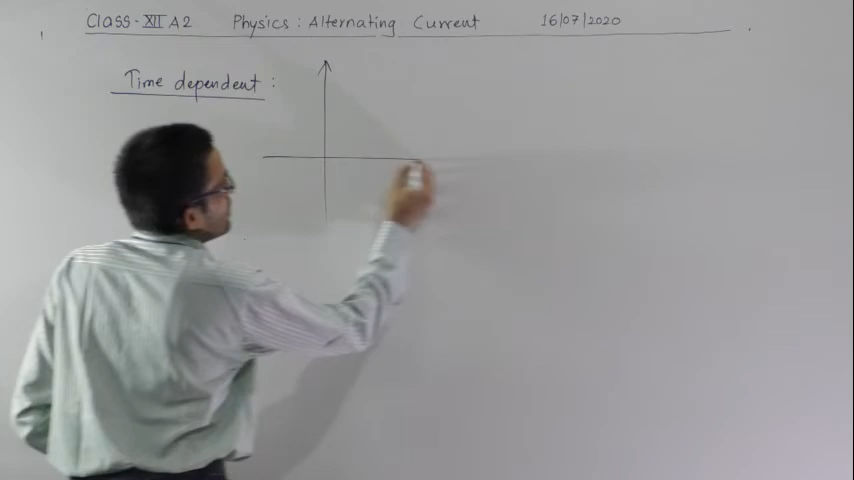 Class - XII A2 Physics : Alternating Current 16/07/2020
Time dependent :